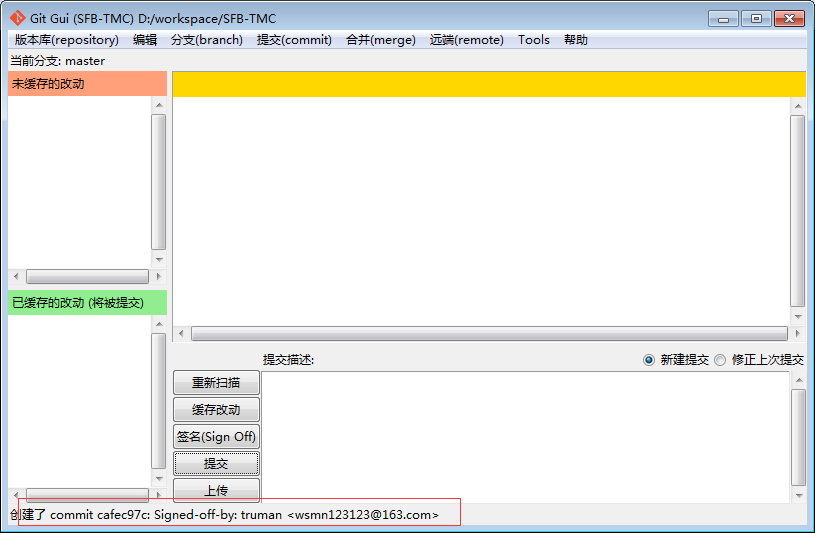 Git Gui (SFB-TMC) D:/workspace/SFB-TMC
版本库(repository) 编辑 分支(branch) 提交(commit) 合并(merge) 远端(remote) Tools 帮助
当前分支: master
未缓存的改动
已缓存的改动 (将被提交)
提交描述:
新建提交 修正上次提交
重新扫描
缓存改动
签名(Sign Off)
提交
上传
创建了 commit cafec97c: Signed-off-by: truman <wsmn123123@163.com>